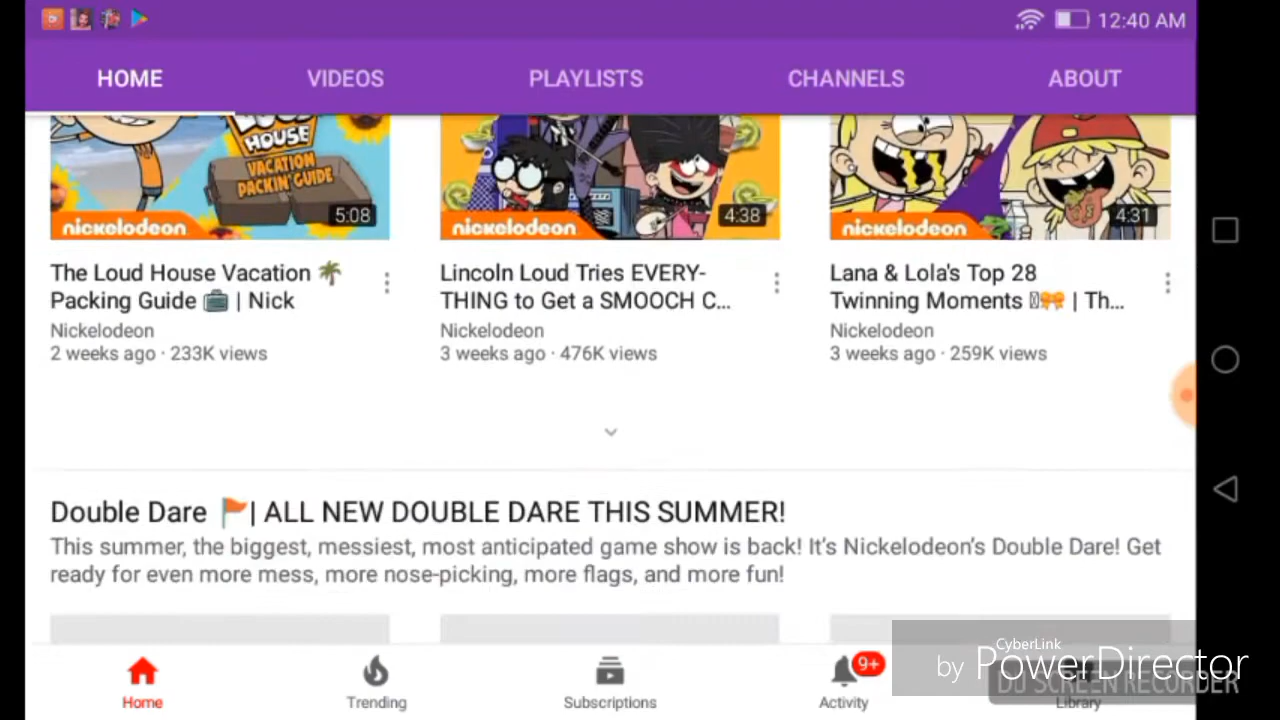 12:40 AM
HOME VIDEOS PLAYLISTS CHANNELS ABOUT
HOUSE
VACATION
PACKIN' GUIDE
5:08
nickelodeon
4:38
nickelodeon
4:31
nickelodeon
The Loud House Vacation 🌴
Packing Guide 💼 | Nick
Nickelodeon
2 weeks ago · 233K views
Lincoln Loud Tries EVERY-
THING to Get a SMOOCH C...
Nickelodeon
3 weeks ago · 476K views
Lana & Lola's Top 28
Twinning Moments 🎀 | Th...
Nickelodeon
3 weeks ago · 259K views
Double Dare 🚩| ALL NEW DOUBLE DARE THIS SUMMER!
This summer, the biggest, messiest, most anticipated game show is back! It's Nickelodeon's Double Dare! Get
ready for even more mess, more nose-picking, more flags, and more fun!
Home
Trending
Subscriptions
9+
Activity
Library
CyberLink
by PowerDirector
DU SCREEN RECORDER